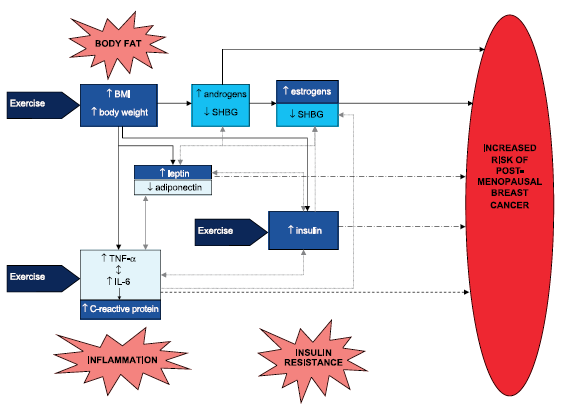 BODY FAT
Exercise
↑ BMI
↑ body weight
↑ androgens
↓ SHBG
↑ estrogens
↓ SHBG
↑ leptin
↓ adiponectin
Exercise
↑ insulin
INCREASED
RISK OF
POST-
MENOPAUSAL
BREAST
CANCER
Exercise
↑ TNF-α
↕
↑ IL-6
↑ C-reactive protein
INFLAMMATION
INSULIN
RESISTANCE